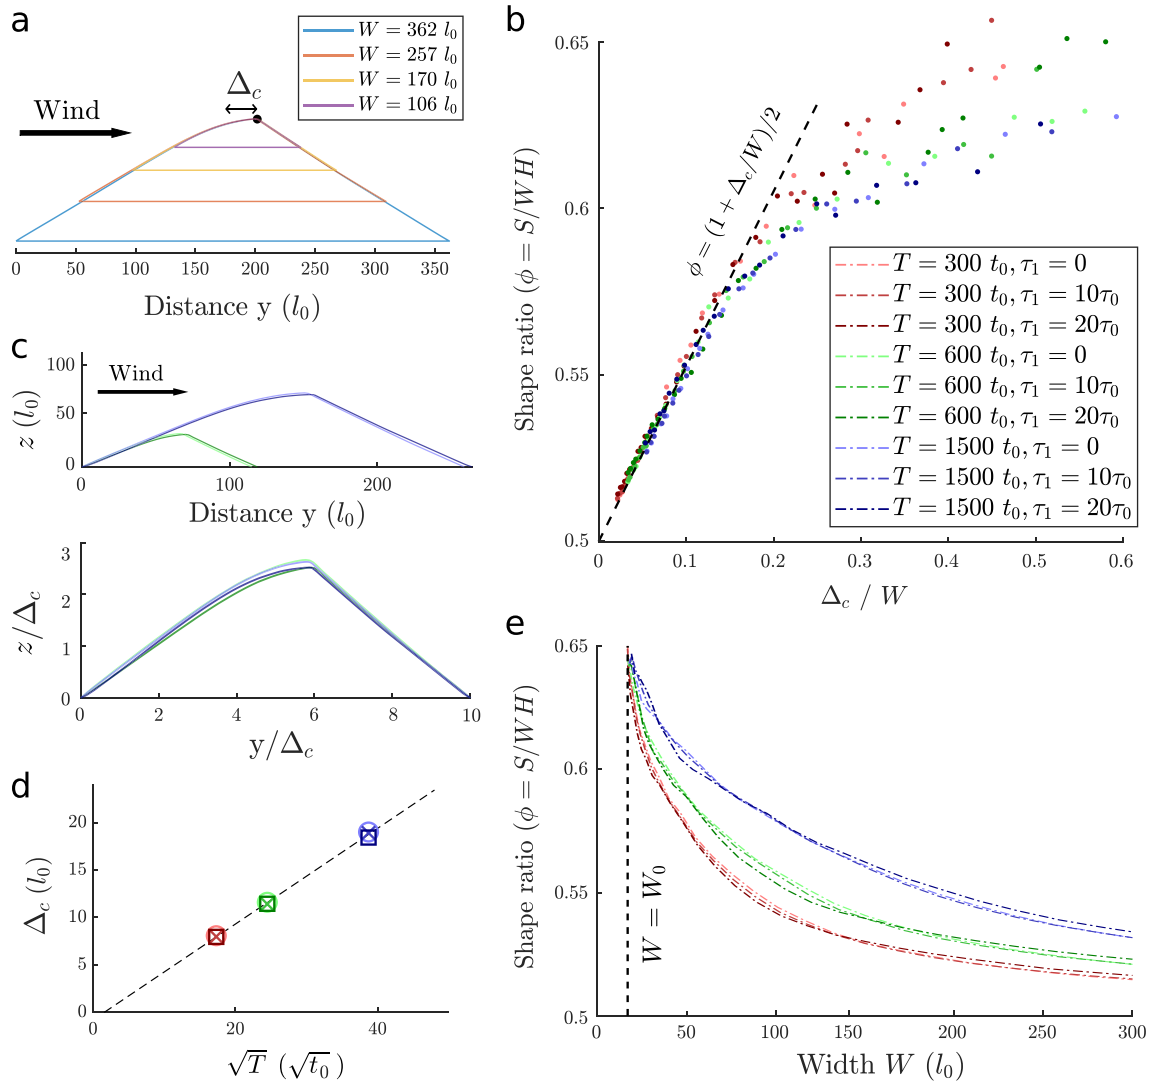 a
W = 362 l₀
W = 257 l₀
W = 170 l₀
W = 106 l₀
Δ_c
Wind
0 50 100 150 200 250 300 350
Distance y (l₀)
b
0.65
0.6
0.55
0.5
Shape ratio (ϕ = S/WH)
ϕ = (1 + Δ_c/W)/2
T = 300 t₀, τ₁ = 0
T = 300 t₀, τ₁ = 10τ₀
T = 300 t₀, τ₁ = 20τ₀
T = 600 t₀, τ₁ = 0
T = 600 t₀, τ₁ = 10τ₀
T = 600 t₀, τ₁ = 20τ₀
T = 1500 t₀, τ₁ = 0
T = 1500 t₀, τ₁ = 10τ₀
T = 1500 t₀, τ₁ = 20τ₀
0 0.1 0.2 0.3 0.4 0.5 0.6
Δ_c / W
c
100
50
0
z (l₀)
Wind
0 100 200
Distance y (l₀)
3
2
1
0
z/Δ_c
0 2 4 6 8 10
y/Δ_c
d
20
15
10
5
0
Δ_c (l₀)
0 20 40
√T (√t₀)
e
0.65
0.6
0.55
0.5
Shape ratio (ϕ = S/WH)
W = W₀
0 50 100 150 200 250 300
Width W (l₀)